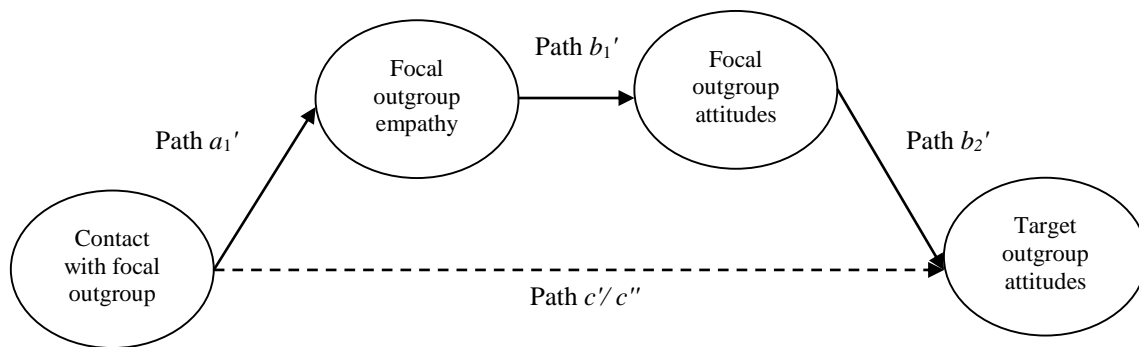 Path b₁′
Focal
outgroup
empathy
Focal
outgroup
attitudes
Path a₁′
Path b₂′
Contact
with focal
outgroup
Target
outgroup
attitudes
Path c′/ c″